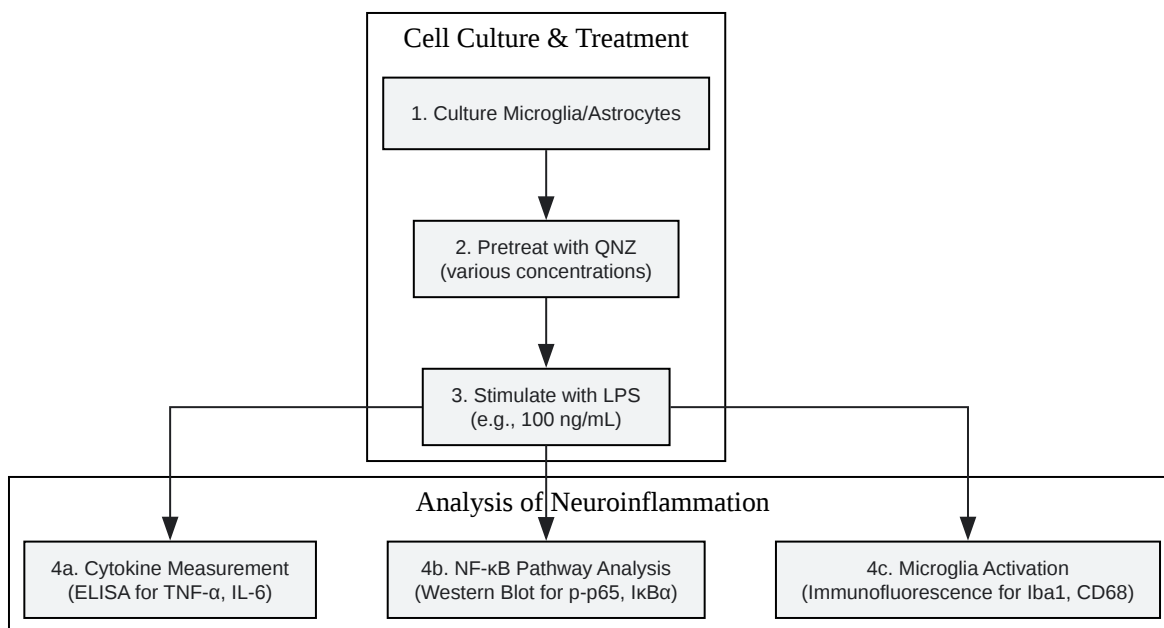 Cell Culture & Treatment
1. Culture Microglia/Astrocytes
2. Pretreat with QNZ
(various concentrations)
3. Stimulate with LPS
(e.g., 100 ng/mL)
Analysis of Neuroinflammation
4a. Cytokine Measurement
(ELISA for TNF-α, IL-6)
4b. NF-κB Pathway Analysis
(Western Blot for p-p65, IκBα)
4c. Microglia Activation
(Immunofluorescence for Iba1, CD68)